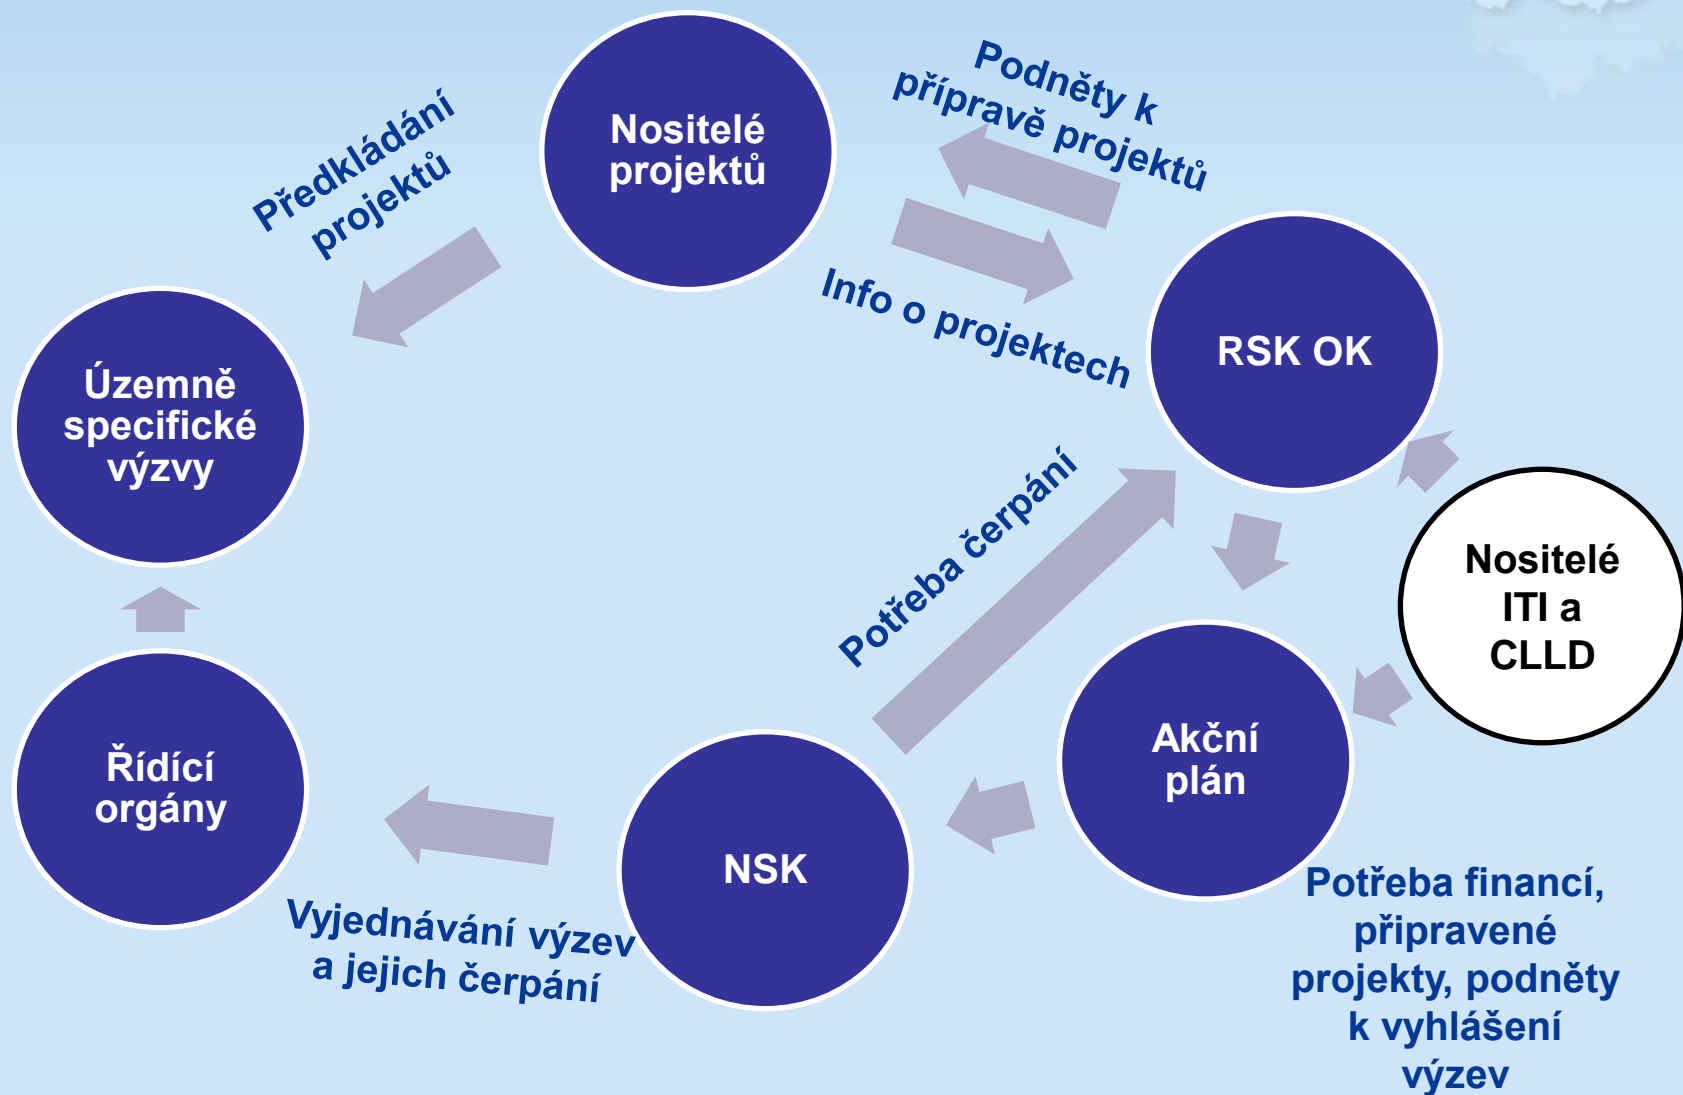 Nositelé
projektů
Podněty k
přípravě projektů
Předkládání
projektů
Info o projektech
RSK OK
Územně
specifické
výzvy
Potřeba čerpání
Nositelé
ITI a
CLLD
Akční
plán
Řídící
orgány
NSK
Vyjednávání výzev
a jejich čerpání
Potřeba financí,
připravené
projekty, podněty
k vyhlášení
výzev